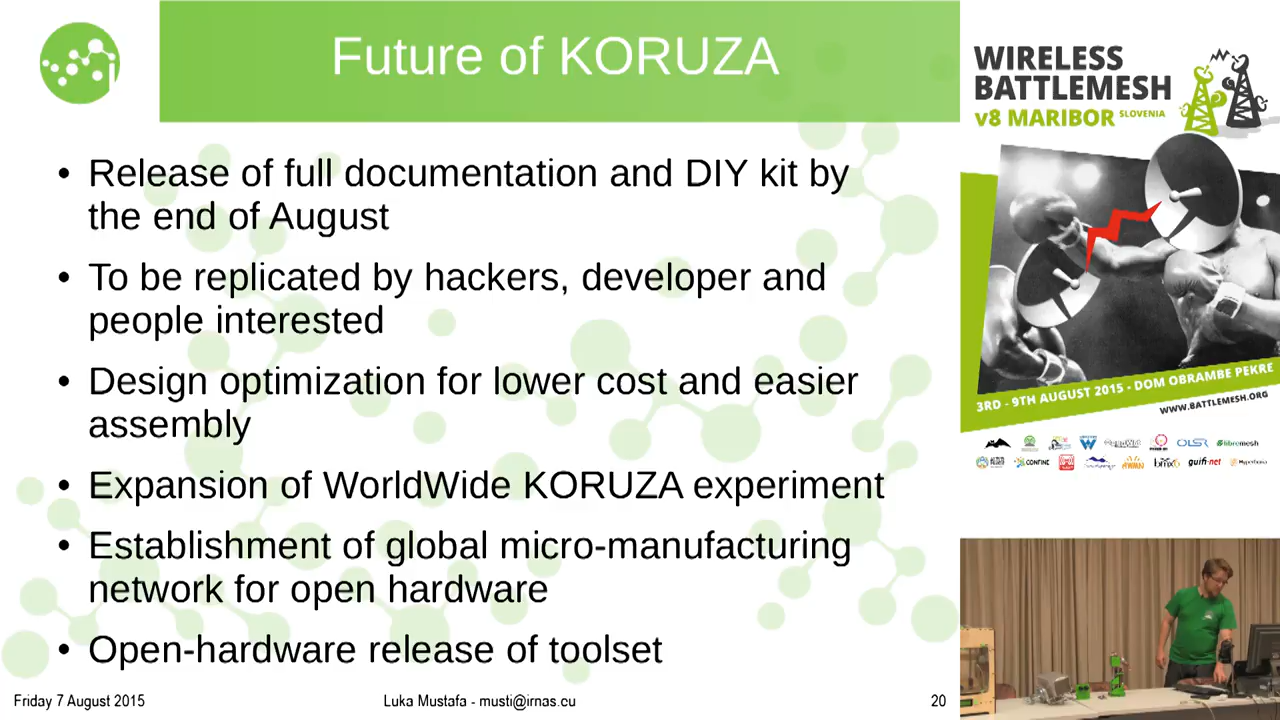 Future of KORUZA
• Release of full documentation and DIY kit by
the end of August
• To be replicated by hackers, developer and
people interested
• Design optimization for lower cost and easier
assembly
• Expansion of WorldWide KORUZA experiment
• Establishment of global micro-manufacturing
network for open hardware
• Open-hardware release of toolset
Friday 7 August 2015
Luka Mustafa - musti@irnas.eu
20
WIRELESS
BATTLEMESH
v8 MARIBOR SLOVENIA
3RD - 9TH AUGUST 2015 - DOM OBRAMBE PEKRE
WWW.BATTLEMESH.ORG
OLSR
libremesh
CONFINE
bmx6
guifi·net